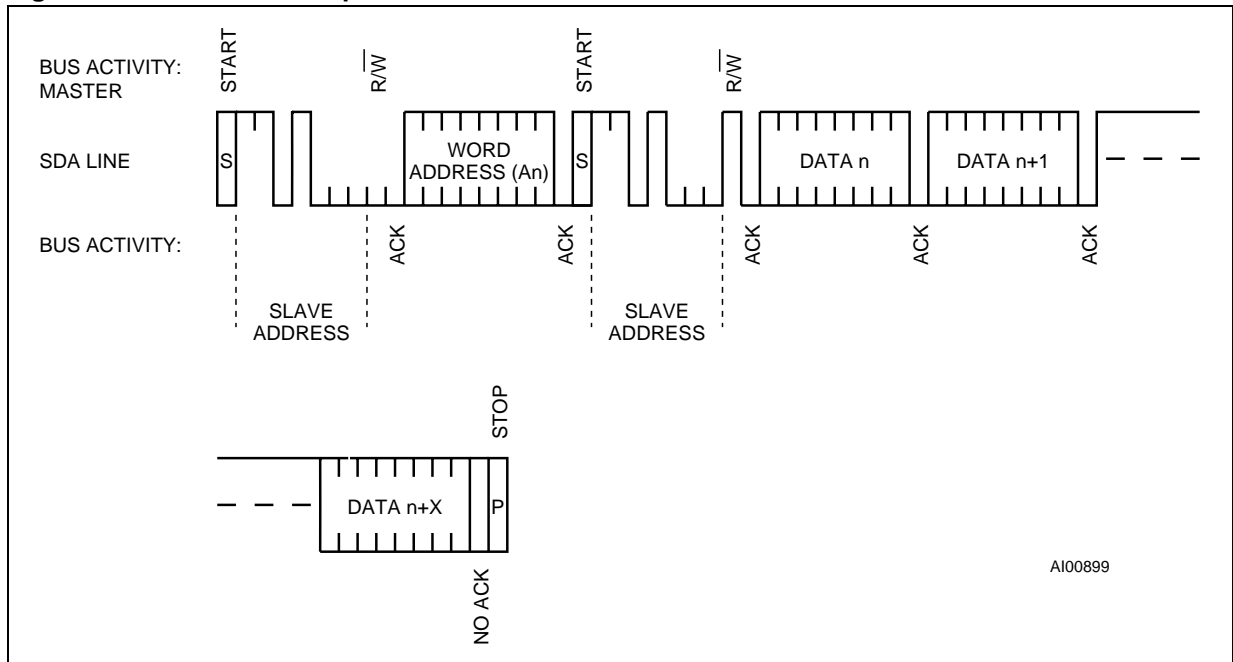 BUS ACTIVITY:
MASTER
START
R/W
START
R/W
SDA LINE
S
WORD
ADDRESS (An)
S
DATA n
DATA n+1
BUS ACTIVITY:
ACK
ACK
ACK
ACK
ACK
SLAVE
ADDRESS
SLAVE
ADDRESS
STOP
DATA n+X
P
NO ACK
AI00899